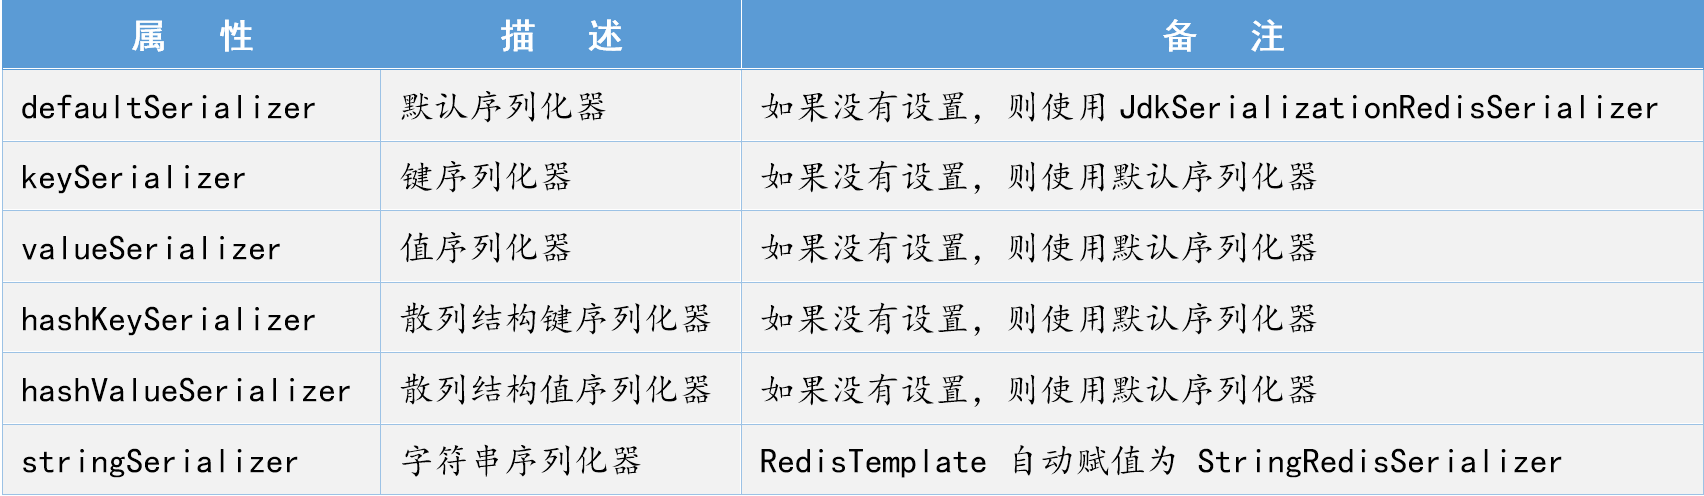 属 性 描 述 备 注
defaultSerializer 默认序列化器 如果没有设置，则使用 JdkSerializationRedisSerializer
keySerializer 键序列化器 如果没有设置，则使用默认序列化器
valueSerializer 值序列化器 如果没有设置，则使用默认序列化器
hashKeySerializer 散列结构键序列化器 如果没有设置，则使用默认序列化器
hashValueSerializer 散列结构值序列化器 如果没有设置，则使用默认序列化器
stringSerializer 字符串序列化器 RedisTemplate 自动赋值为 StringRedisSerializer